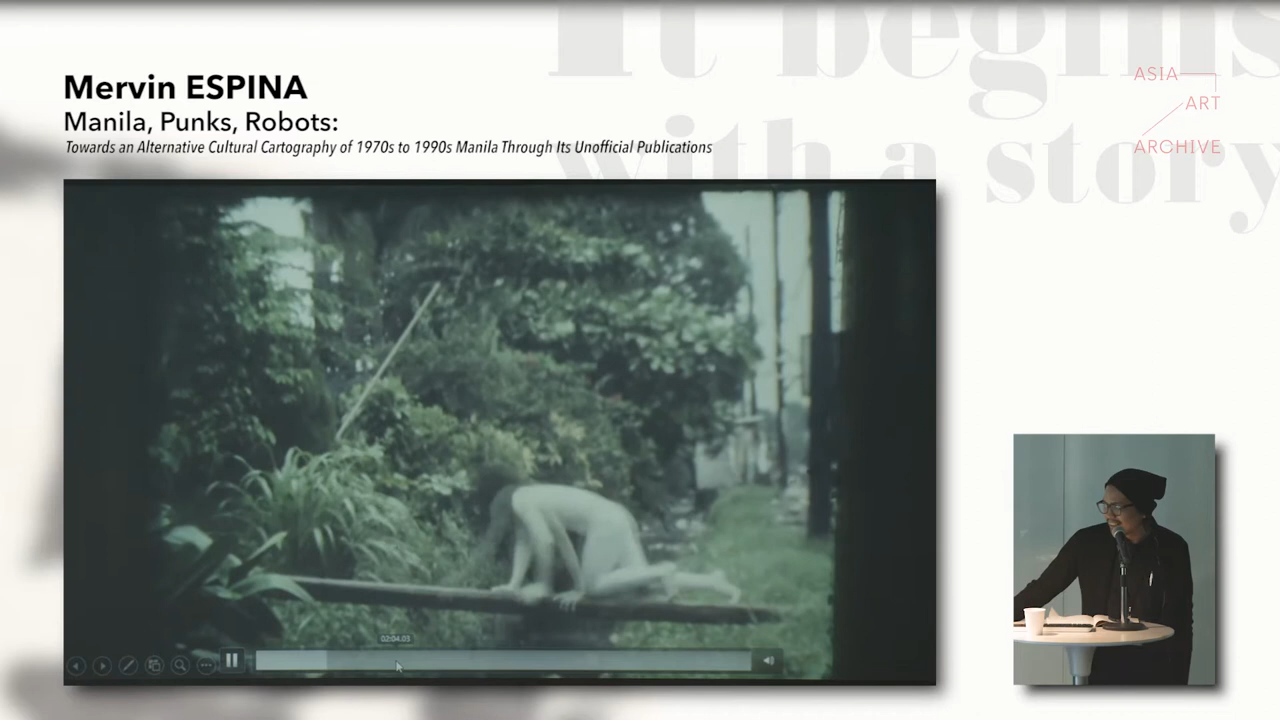 It begins
with a story
Mervin ESPINA
Manila, Punks, Robots:
Towards an Alternative Cultural Cartography of 1970s to 1990s Manila Through Its Unofficial Publications
ASIA
ART
ARCHIVE
02:04.03